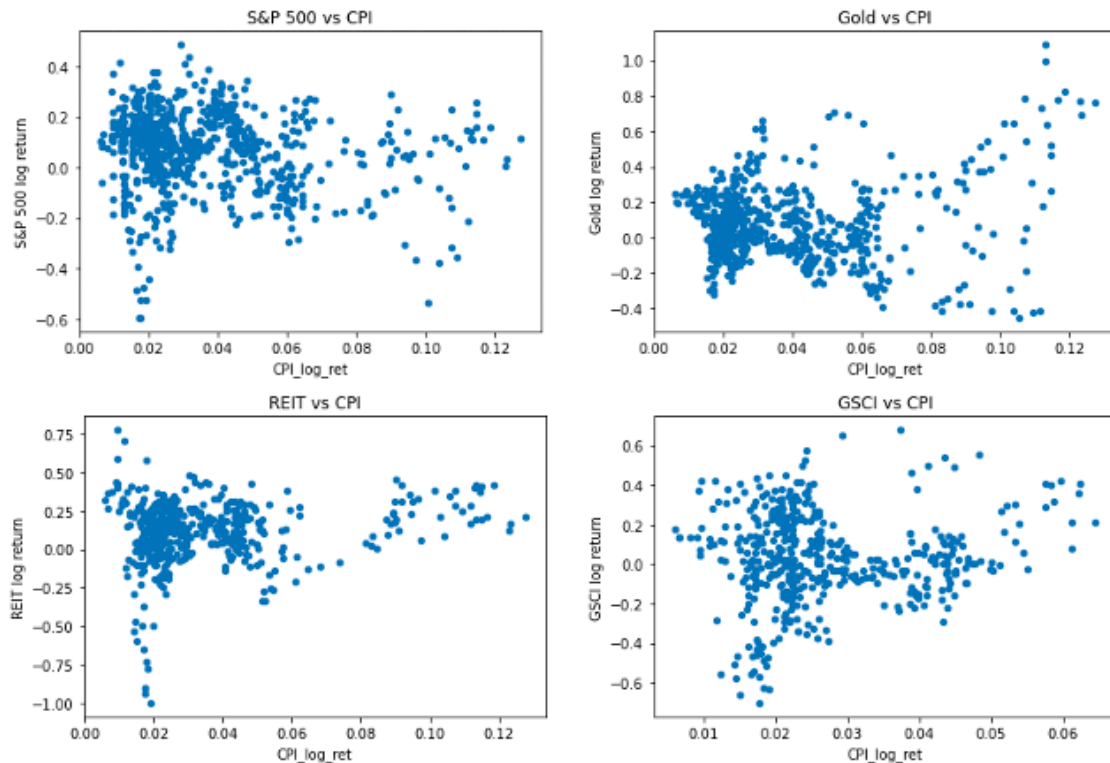 S&P 500 vs CPI
S&P 500 log return
0.4
0.2
0.0
−0.2
−0.4
−0.6
0.00 0.02 0.04 0.06 0.08 0.10 0.12
CPI_log_ret
Gold vs CPI
Gold log return
1.0
0.8
0.6
0.4
0.2
0.0
−0.2
−0.4
0.00 0.02 0.04 0.06 0.08 0.10 0.12
CPI_log_ret
REIT vs CPI
REIT log return
0.75
0.50
0.25
0.00
−0.25
−0.50
−0.75
−1.00
0.00 0.02 0.04 0.06 0.08 0.10 0.12
CPI_log_ret
GSCI vs CPI
GSCI log return
0.6
0.4
0.2
0.0
−0.2
−0.4
−0.6
0.01 0.02 0.03 0.04 0.05 0.06
CPI_log_ret